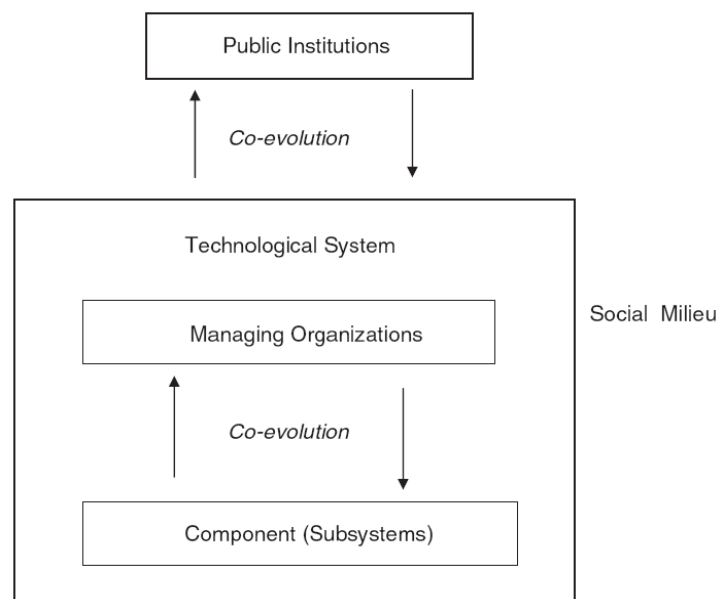 Public Institutions
Co-evolution
Technological System
Social Milieu
Managing Organizations
Co-evolution
Component (Subsystems)